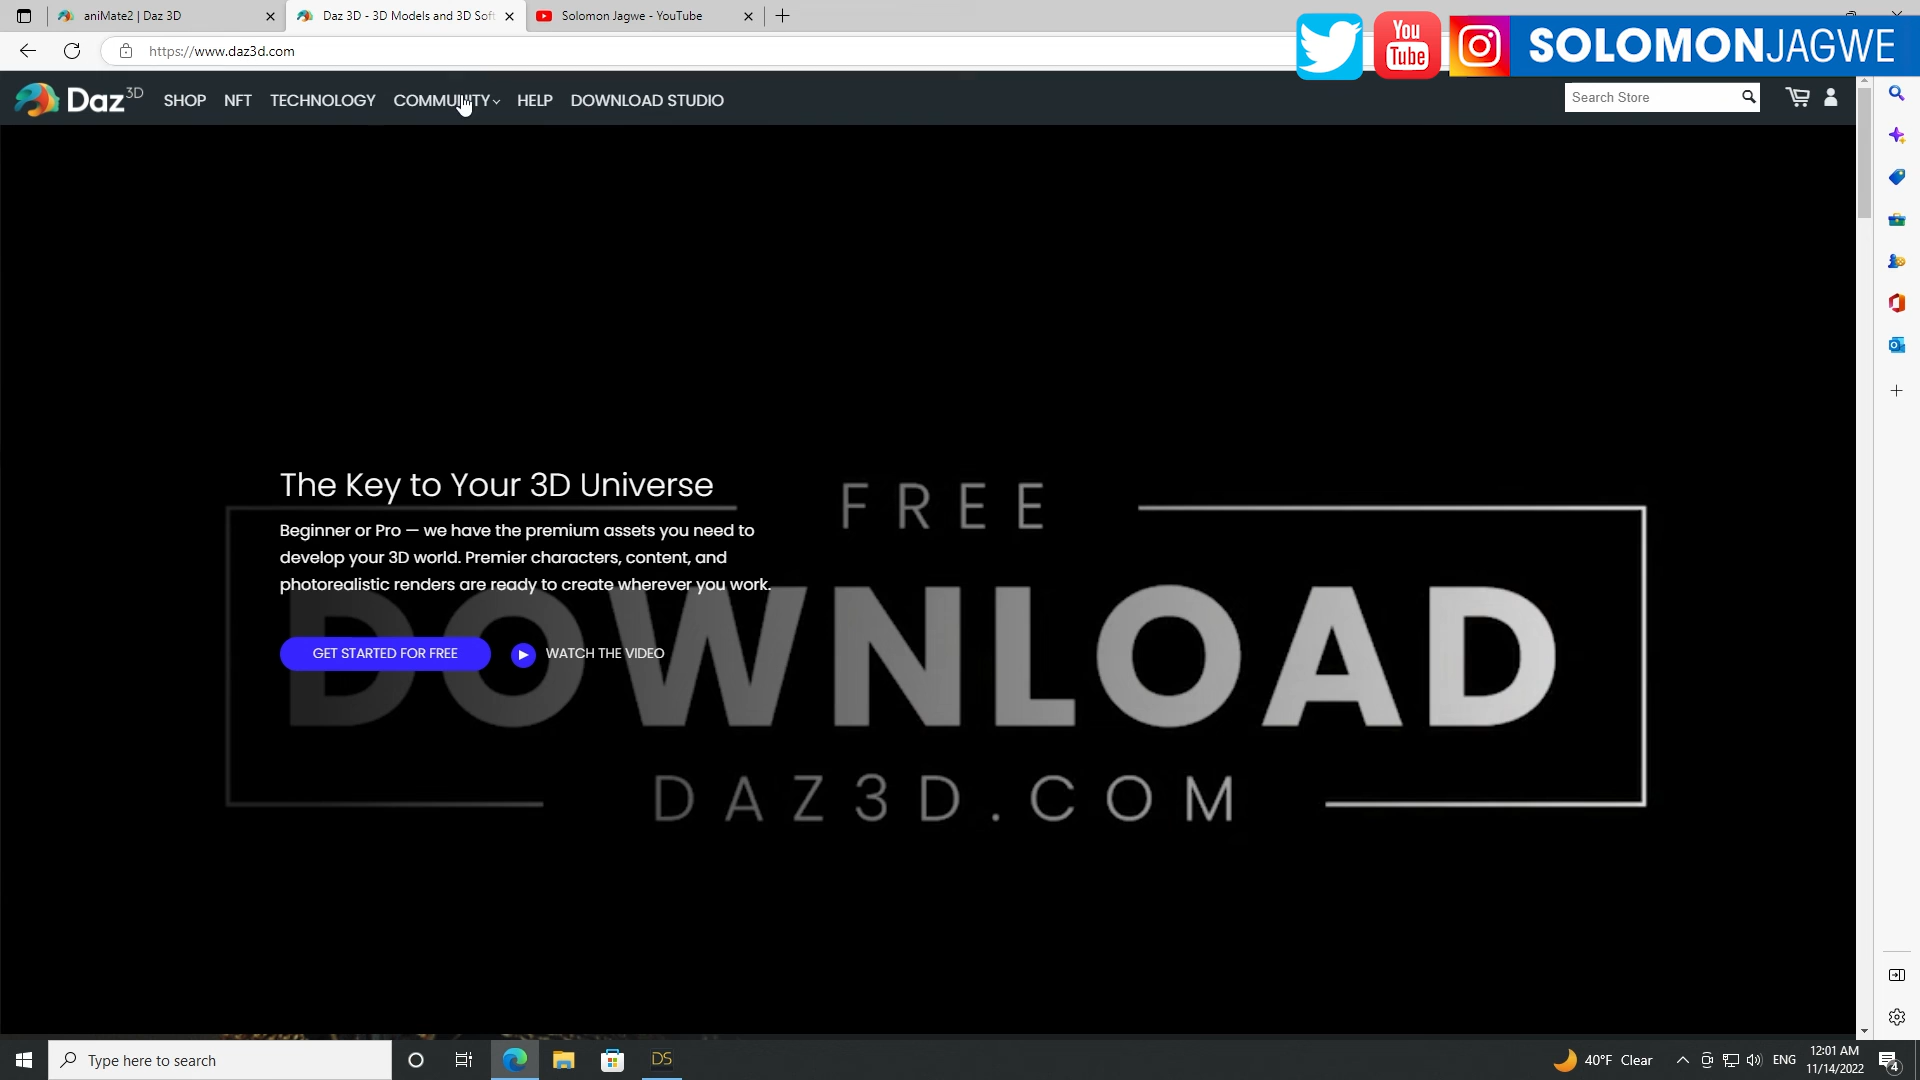 aniMate2 | Daz 3D
Daz 3D - 3D Models and 3D Soft
Solomon Jagwe - YouTube
https://www.daz3d.com
You
Tube
SOLOMONJAGWE
Daz 3D
SHOP
NFT
TECHNOLOGY
COMMUNITY
HELP
DOWNLOAD STUDIO
Search Store
The Key to Your 3D Universe
Beginner or Pro — we have the premium assets you need to
develop your 3D world. Premier characters, content, and
photorealistic renders are ready to create wherever you work.
GET STARTED FOR FREE
WATCH THE VIDEO
FREE
DOWNLOAD
DAZ3D.COM
Type here to search
DS
40°F Clear
ENG
12:01 AM
11/14/2022
4